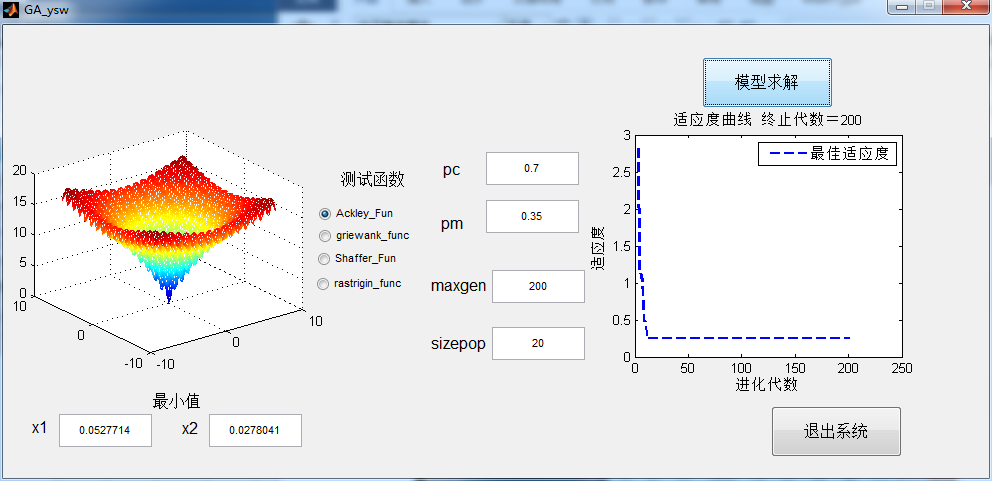 GA_ysw
模型求解
适应度曲线 终止代数＝200
测试函数
Ackley_Fun
griewank_func
Shaffer_Fun
rastrigin_func
pc 0.7
pm 0.35
maxgen 200
sizepop 20
20
15
10
5
0
10
0
-10
-10
0
10
最小值
x1 0.0527714 x2 0.0278041
最佳适应度
适应度
3
2.5
2
1.5
1
0.5
0
0 50 100 150 200 250
进化代数
退出系统